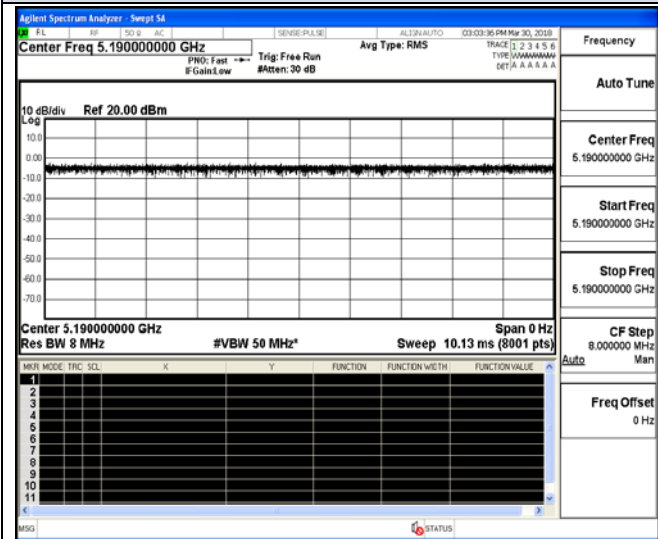 Agilent Spectrum Analyzer - Swept SA
RL RF 50 Ω AC SENSE:PULSE ALIGNAUTO 03:03:36 PM Mar 30, 2018
Center Freq 5.190000000 GHz
PNO: Fast Trig: Free Run
IFGain:Low #Atten: 30 dB
Avg Type: RMS
TRACE 1 2 3 4 5 6
TYPE WWWWWW
DET A A A A A A
10 dB/div Ref 20.00 dBm
Log
10.0
0.00
-10.0
-20.0
-30.0
-40.0
-50.0
-60.0
-70.0
Center 5.190000000 GHz Span 0 Hz
Res BW 8 MHz #VBW 50 MHz* Sweep 10.13 ms (8001 pts)
MKR MODE TRC SCL X Y FUNCTION FUNCTION WIDTH FUNCTION VALUE
1
2
3
4
5
6
7
8
9
10
11
MSG STATUS
Frequency
Auto Tune
Center Freq
5.190000000 GHz
Start Freq
5.190000000 GHz
Stop Freq
5.190000000 GHz
CF Step
8.000000 MHz
Auto Man
Freq Offset
0 Hz